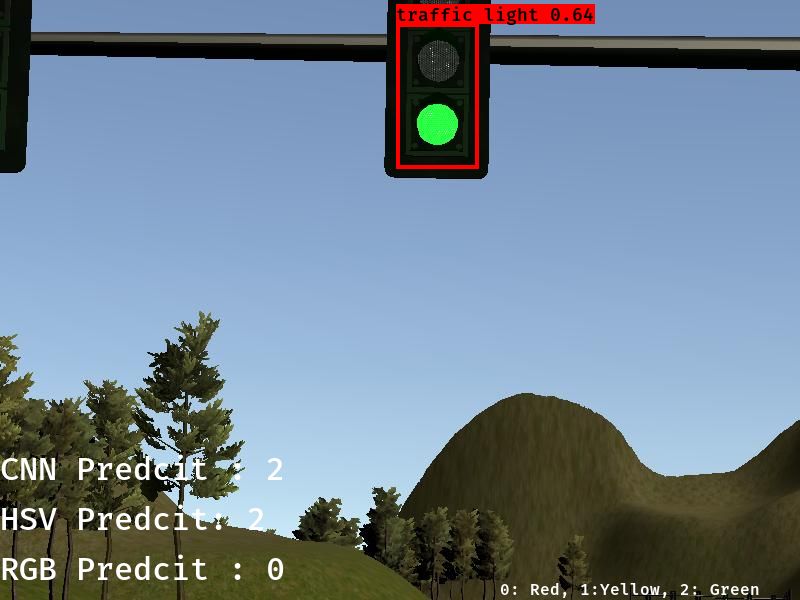 traffic light 0.64
CNN Predcit : 2
HSV Predcit: 2
RGB Predcit : 0
0: Red, 1:Yellow, 2: Green